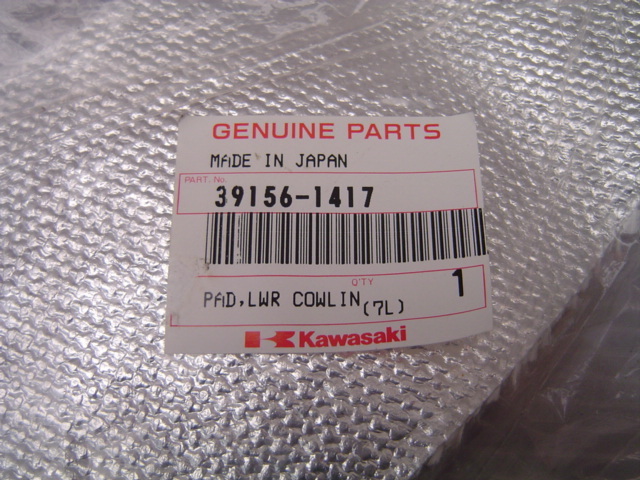 GENUINE PARTS
MADE IN JAPAN
PART. No.
39156-1417
Q'TY
1
PAD,LWR COWLIN(7L)
Kawasaki